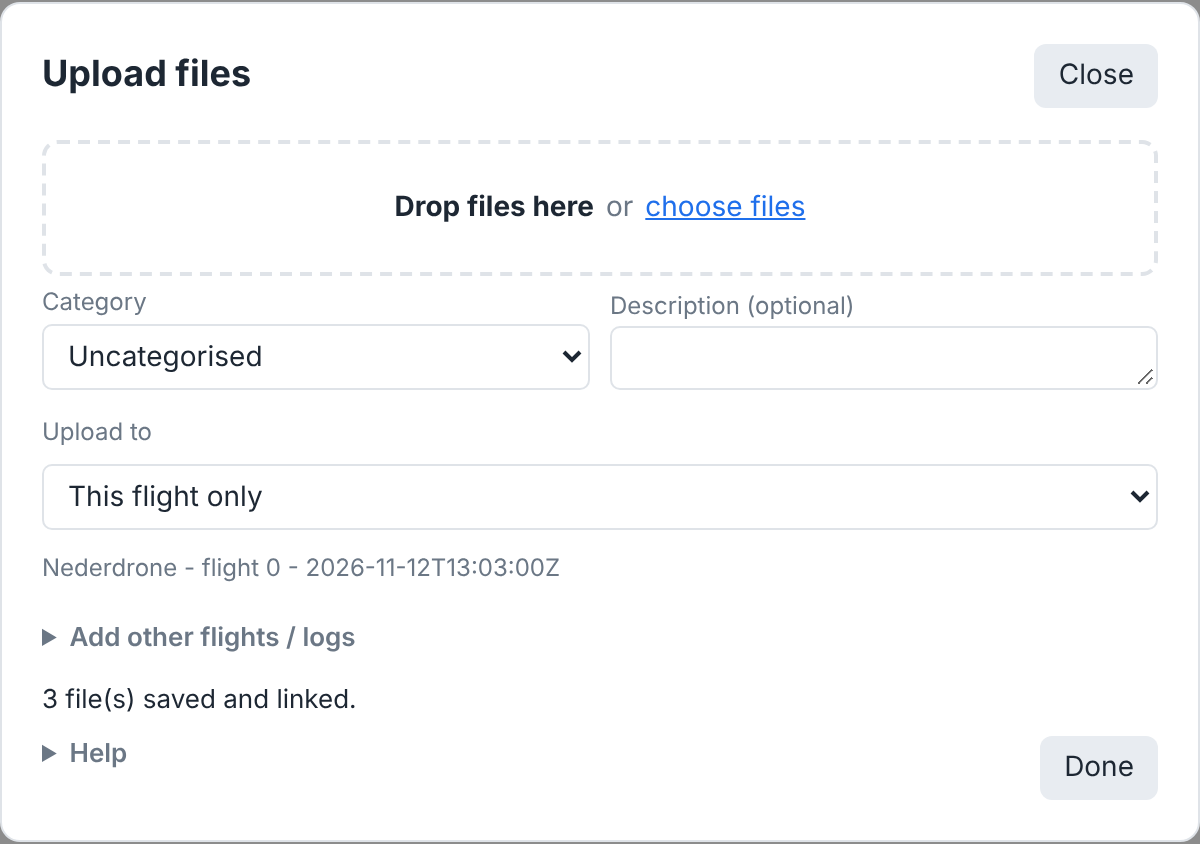 Upload files
Close
Drop files here or choose files
Category
Description (optional)
Uncategorised
Upload to
This flight only
Nederdrone - flight 0 - 2026-11-12T13:03:00Z
Add other flights / logs
3 file(s) saved and linked.
Help
Done